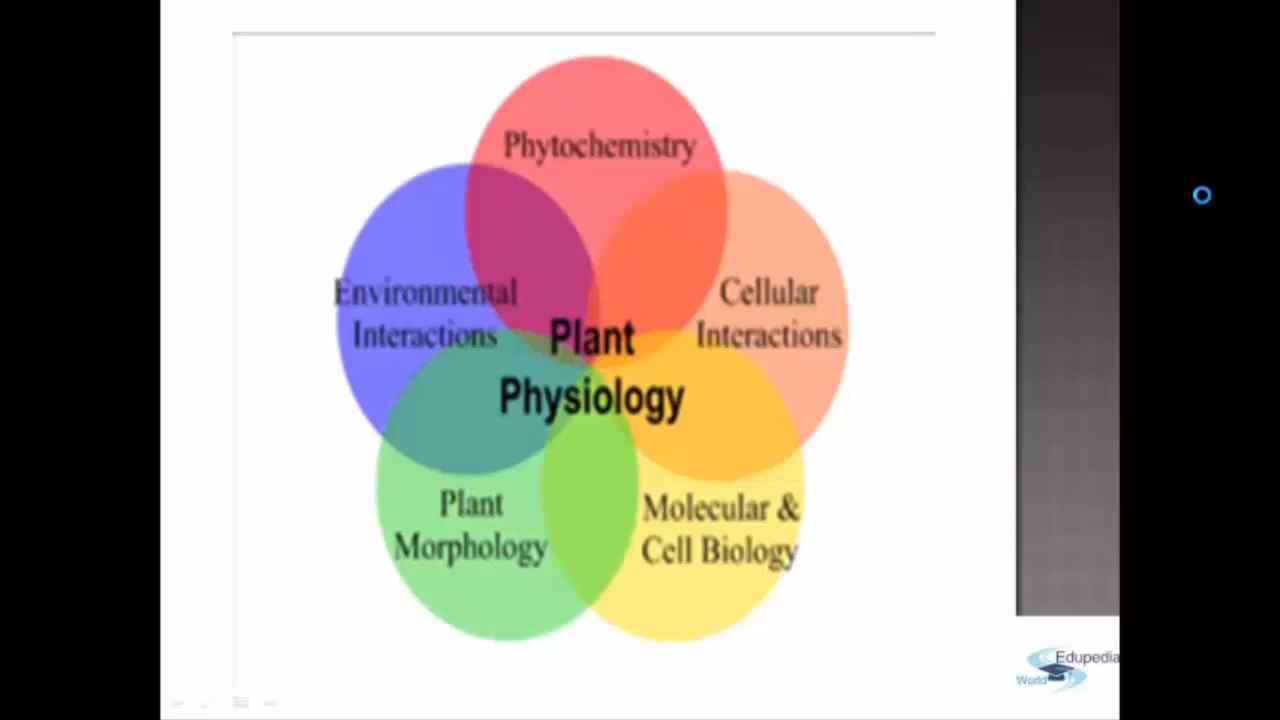 Phytochemistry
Environmental
Interactions
Cellular
Interactions
Plant
Physiology
Plant
Morphology
Molecular &
Cell Biology
Edupedia
World